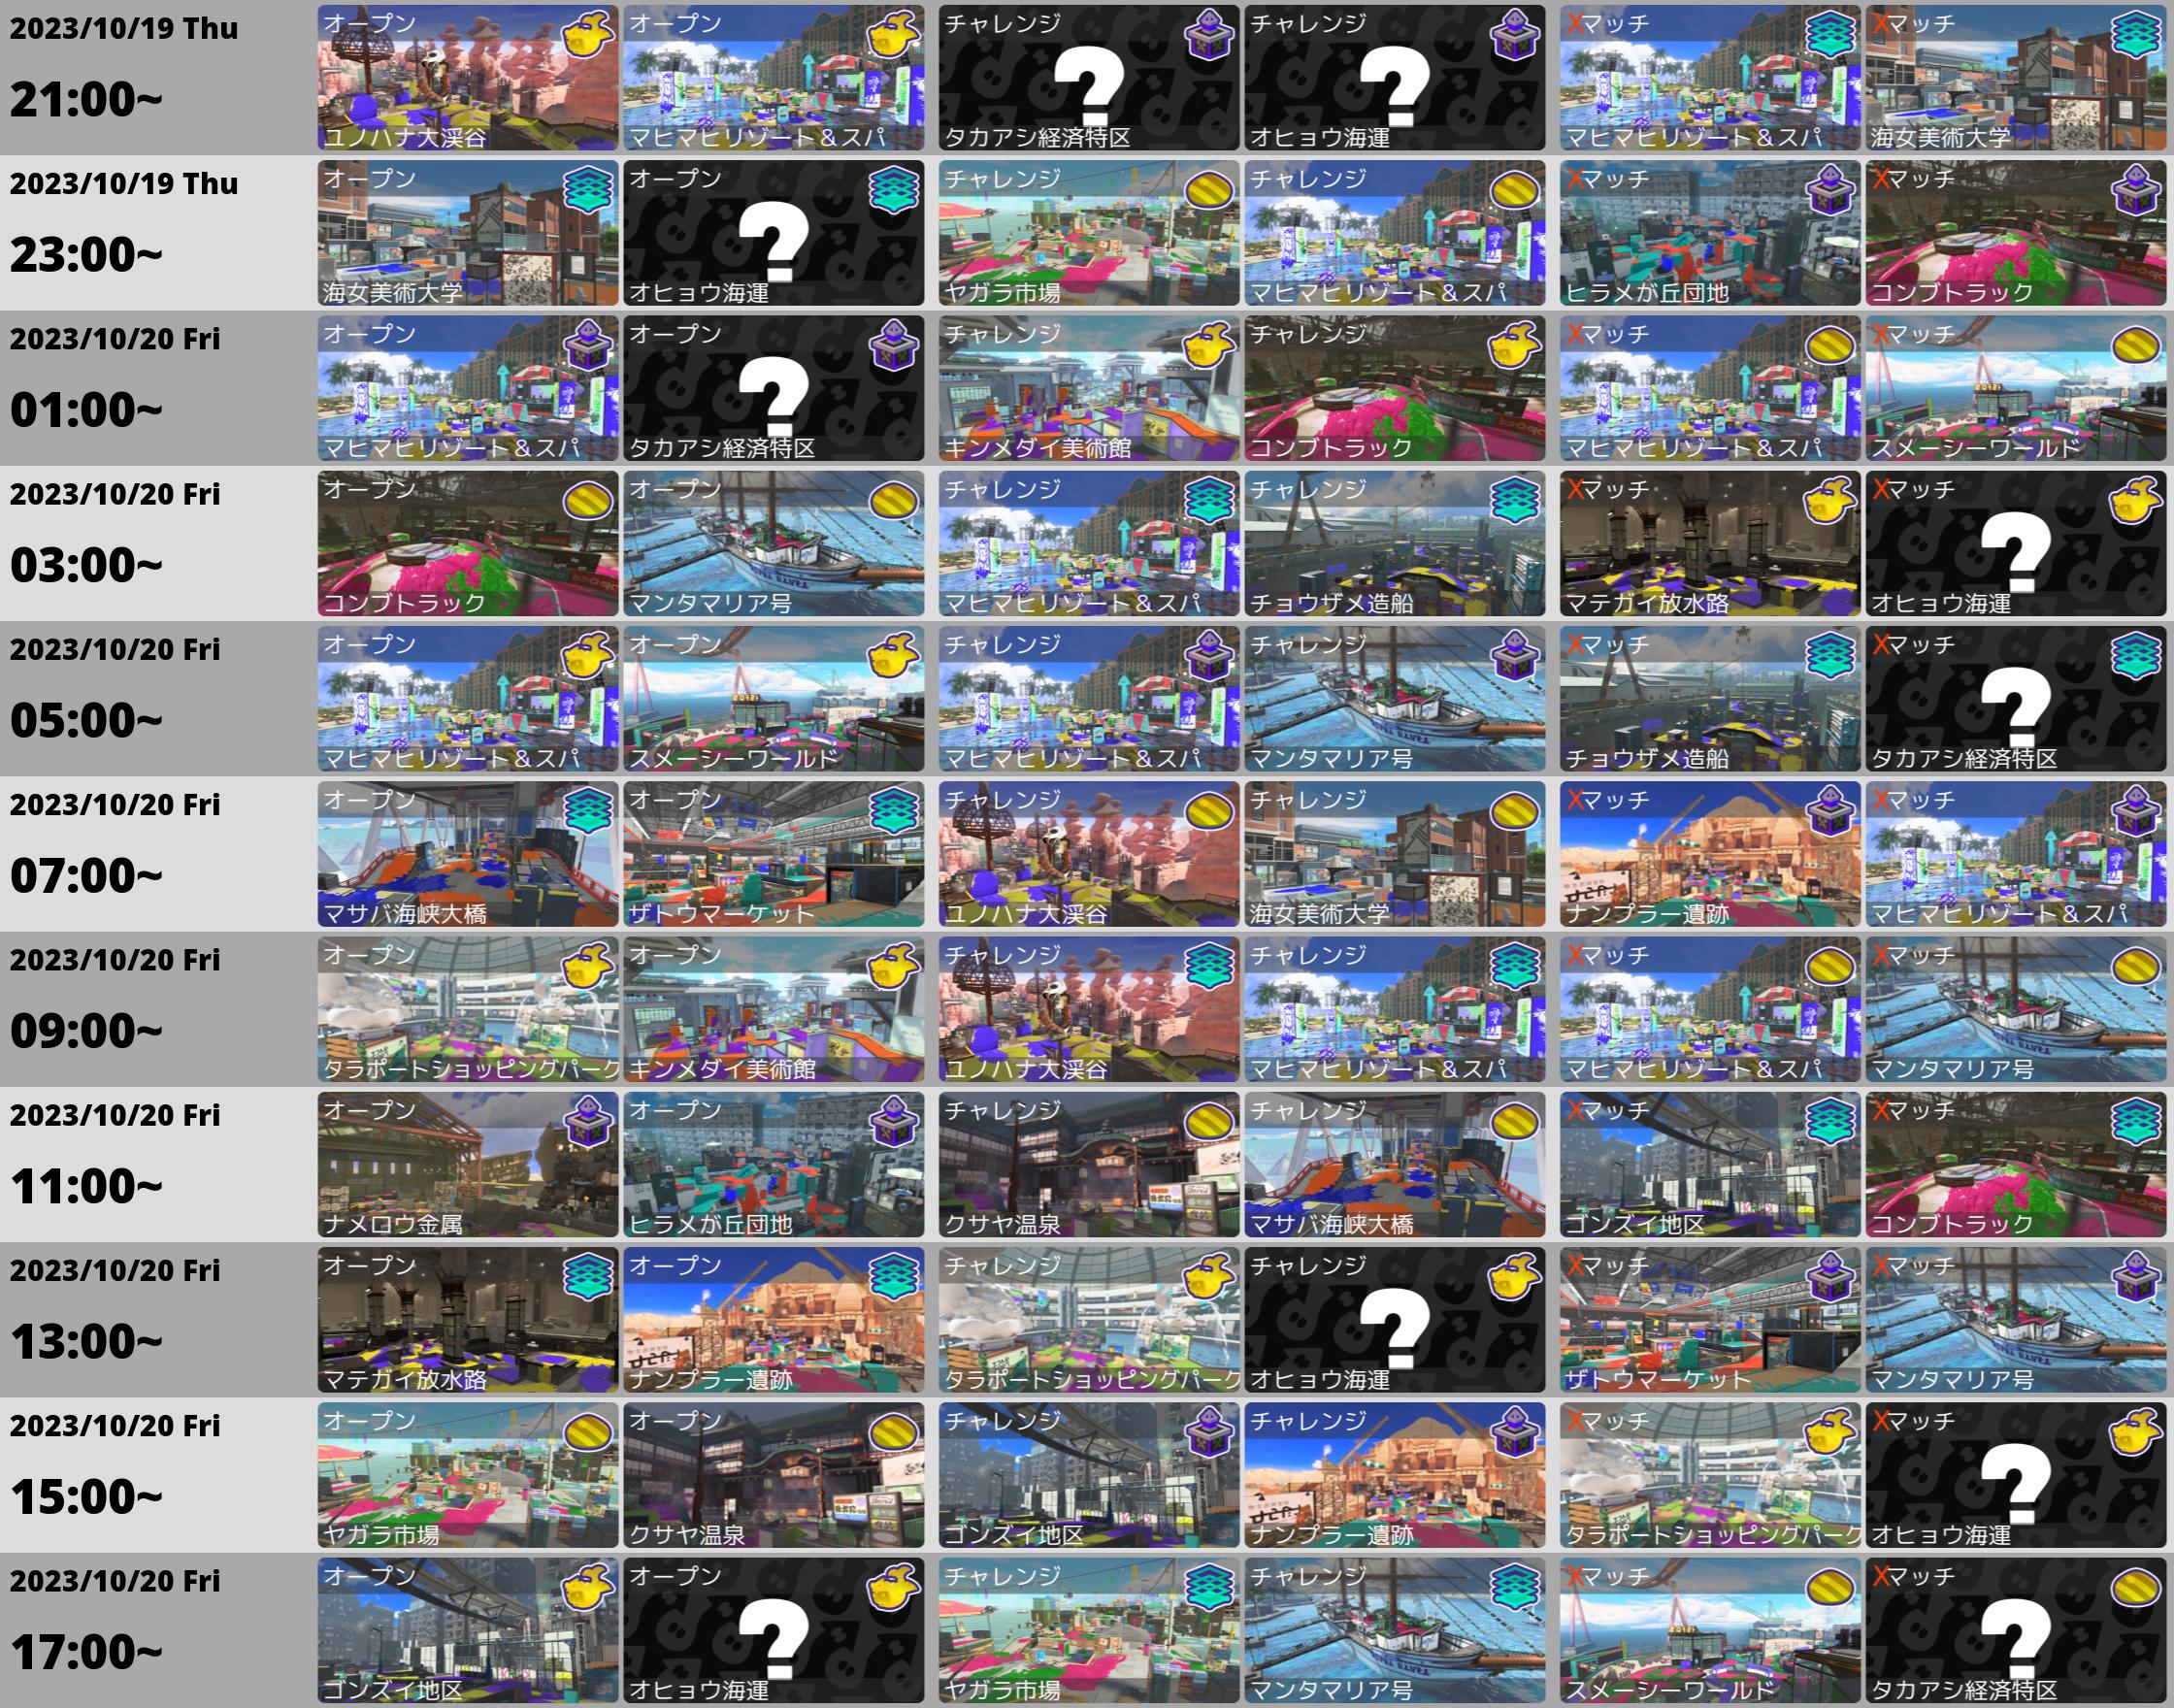 2023/10/19 Thu
21:00~
オープン
ユノハナ大渓谷
オープン
マヒマヒリゾート＆スパ
チャレンジ
タカアシ経済特区
チャレンジ
オヒョウ海運
Xマッチ
マヒマヒリゾート＆スパ
Xマッチ
海女美術大学
2023/10/19 Thu
23:00~
オープン
海女美術大学
オープン
オヒョウ海運
チャレンジ
ヤガラ市場
チャレンジ
マヒマヒリゾート＆スパ
Xマッチ
ヒラメが丘団地
Xマッチ
コンブトラック
2023/10/20 Fri
01:00~
オープン
マヒマヒリゾート＆スパ
オープン
タカアシ経済特区
チャレンジ
キンメダイ美術館
チャレンジ
コンブトラック
Xマッチ
マヒマヒリゾート＆スパ
Xマッチ
スメーシーワールド
2023/10/20 Fri
03:00~
オープン
コンブトラック
オープン
マンタマリア号
チャレンジ
マヒマヒリゾート＆スパ
チャレンジ
チョウザメ造船
Xマッチ
マテガイ放水路
Xマッチ
オヒョウ海運
2023/10/20 Fri
05:00~
オープン
マヒマヒリゾート＆スパ
オープン
スメーシーワールド
チャレンジ
マヒマヒリゾート＆スパ
チャレンジ
マンタマリア号
Xマッチ
チョウザメ造船
Xマッチ
タカアシ経済特区
2023/10/20 Fri
07:00~
オープン
マサバ海峡大橋
オープン
ザトウマーケット
チャレンジ
ユノハナ大渓谷
チャレンジ
海女美術大学
Xマッチ
ナンプラー遺跡
Xマッチ
マヒマヒリゾート＆スパ
2023/10/20 Fri
09:00~
オープン
タラポートショッピングパーク
オープン
キンメダイ美術館
チャレンジ
ユノハナ大渓谷
チャレンジ
マヒマヒリゾート＆スパ
Xマッチ
マヒマヒリゾート＆スパ
Xマッチ
マンタマリア号
2023/10/20 Fri
11:00~
オープン
ナメロウ金属
オープン
ヒラメが丘団地
チャレンジ
クサヤ温泉
チャレンジ
マサバ海峡大橋
Xマッチ
ゴンズイ地区
Xマッチ
コンブトラック
2023/10/20 Fri
13:00~
オープン
マテガイ放水路
オープン
ナンプラー遺跡
チャレンジ
タラポートショッピングパーク
チャレンジ
オヒョウ海運
Xマッチ
ザトウマーケット
Xマッチ
マンタマリア号
2023/10/20 Fri
15:00~
オープン
ヤガラ市場
オープン
クサヤ温泉
チャレンジ
ゴンズイ地区
チャレンジ
ナンプラー遺跡
Xマッチ
タラポートショッピングパーク
Xマッチ
オヒョウ海運
2023/10/20 Fri
17:00~
オープン
ゴンズイ地区
オープン
オヒョウ海運
チャレンジ
ヤガラ市場
チャレンジ
マンタマリア号
Xマッチ
スメーシーワールド
Xマッチ
タカアシ経済特区